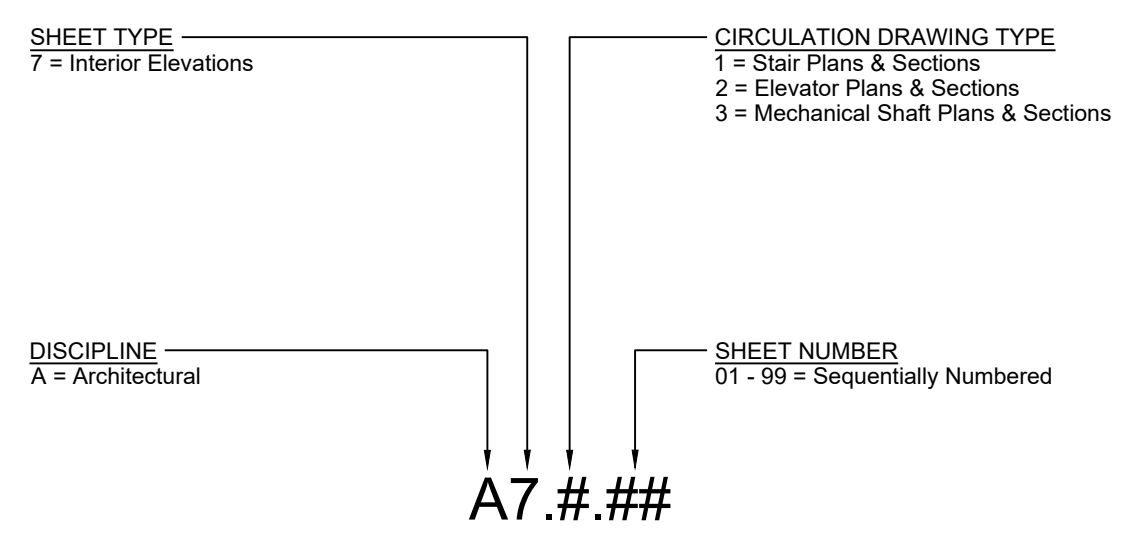 SHEET TYPE
7 = Interior Elevations
CIRCULATION DRAWING TYPE
1 = Stair Plans & Sections
2 = Elevator Plans & Sections
3 = Mechanical Shaft Plans & Sections
DISCIPLINE
A = Architectural
SHEET NUMBER
01 - 99 = Sequentially Numbered
A7.#.##